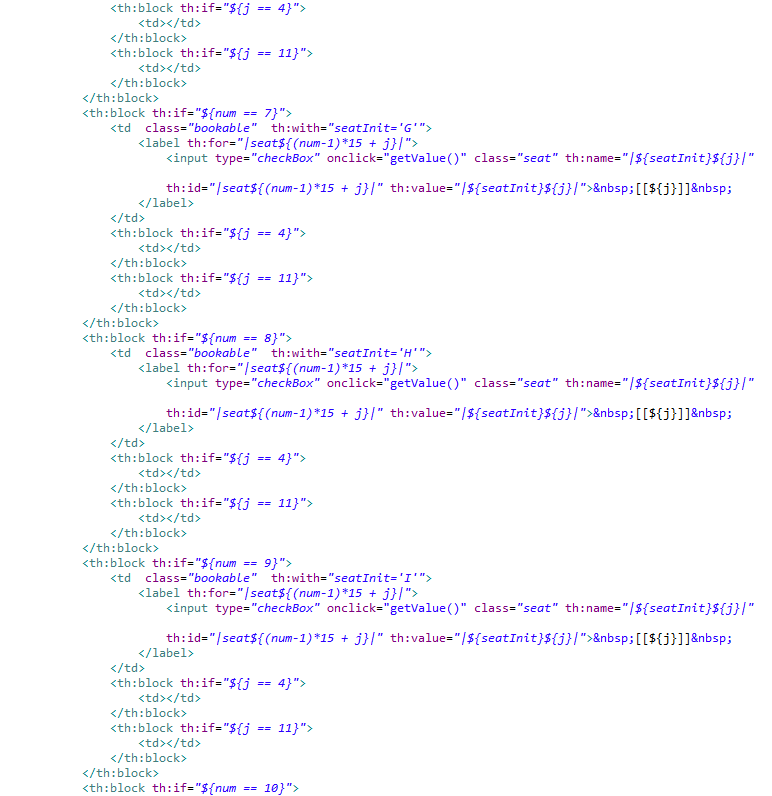 <th:block th:if="${j == 4}">
<td></td>
</th:block>
<th:block th:if="${j == 11}">
<td></td>
</th:block>
</th:block>
<th:block th:if="${num == 7}">
<td  class="bookable"  th:with="seatInit='G'">
<label th:for="|seat${(num-1)*15 + j}|">
<input type="checkBox" onclick="getValue()" class="seat" th:name="|${seatInit}${j}|"
th:id="|seat${(num-1)*15 + j}|" th:value="|${seatInit}${j}|">&nbsp;[[${j}]]&nbsp;
</label>
</td>
<th:block th:if="${j == 4}">
<td></td>
</th:block>
<th:block th:if="${j == 11}">
<td></td>
</th:block>
</th:block>
<th:block th:if="${num == 8}">
<td  class="bookable"  th:with="seatInit='H'">
<label th:for="|seat${(num-1)*15 + j}|">
<input type="checkBox" onclick="getValue()" class="seat" th:name="|${seatInit}${j}|"
th:id="|seat${(num-1)*15 + j}|" th:value="|${seatInit}${j}|">&nbsp;[[${j}]]&nbsp;
</label>
</td>
<th:block th:if="${j == 4}">
<td></td>
</th:block>
<th:block th:if="${j == 11}">
<td></td>
</th:block>
</th:block>
<th:block th:if="${num == 9}">
<td  class="bookable"  th:with="seatInit='I'">
<label th:for="|seat${(num-1)*15 + j}|">
<input type="checkBox" onclick="getValue()" class="seat" th:name="|${seatInit}${j}|"
th:id="|seat${(num-1)*15 + j}|" th:value="|${seatInit}${j}|">&nbsp;[[${j}]]&nbsp;
</label>
</td>
<th:block th:if="${j == 4}">
<td></td>
</th:block>
<th:block th:if="${j == 11}">
<td></td>
</th:block>
</th:block>
<th:block th:if="${num == 10}">